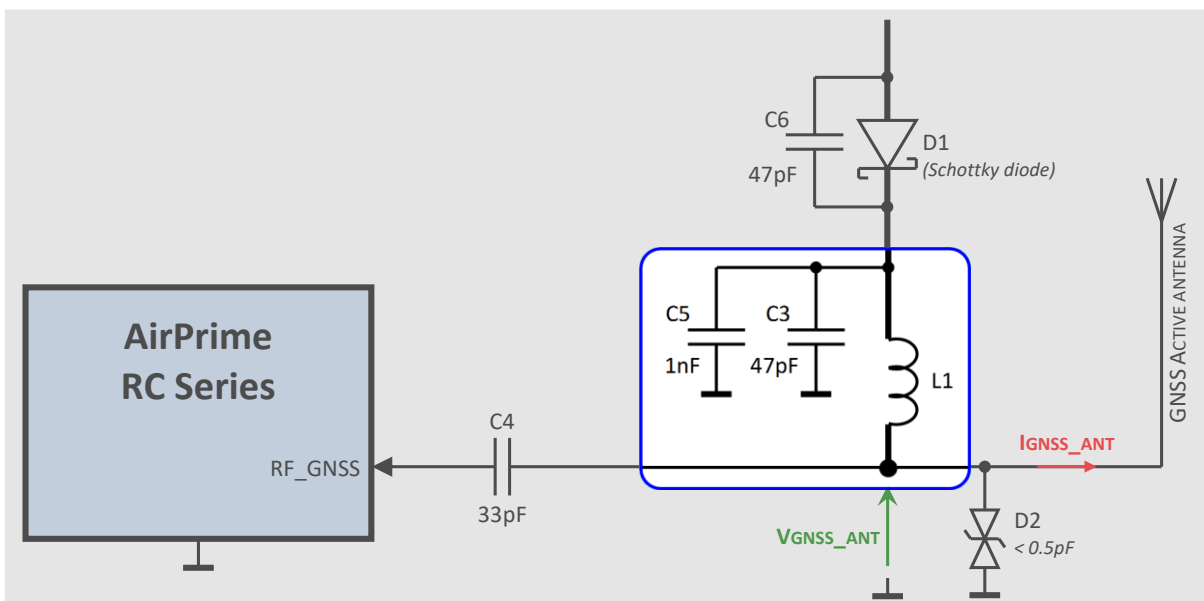 C6
47pF
D1
(Schottky diode)
C5
1nF
C3
47pF
L1
AirPrime
RC Series
RF_GNSS
C4
33pF
IGNSS_ANT
VGNSS_ANT
D2
< 0.5pF
GNSS ACTIVE ANTENNA